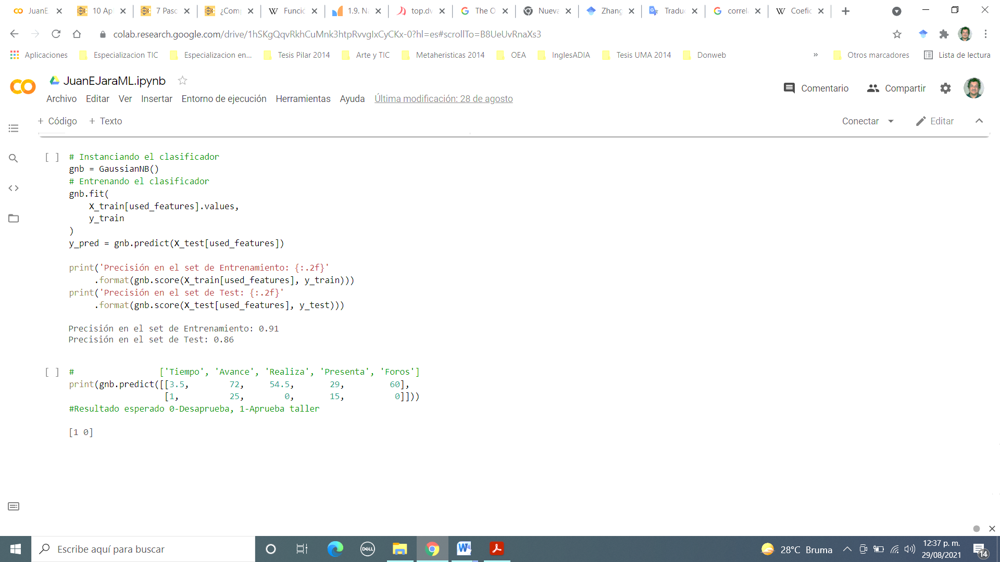 JuanE
10 Ap
7 Pasc
¿Comp
Funcio
1.9. Na
top.dv
The O
Nueva
Zhang
Traduc
correl
Coefic
colab.research.google.com/drive/1hSKgQqvRkhCuMnk3htpRvvgIxCyCKx-0?hl=es#scrollTo=B8UeUvRnaXs3
Aplicaciones
Especializacion TIC
Especializacion en...
Tesis Pilar 2014
Arte y TIC
Metaheristicas 2014
OEA
InglesADIA
Tesis UMA 2014
Donweb
»
Otros marcadores
Lista de lectura
JuanEJaraML.ipynb
Comentario
Compartir
Archivo Editar Ver Insertar Entorno de ejecución Herramientas Ayuda Última modificación: 28 de agosto
+ Código + Texto
Conectar
Editar
[ ] # Instanciando el clasificador
gnb = GaussianNB()
# Entrenando el clasificador
gnb.fit(
X_train[used_features].values,
y_train
)
y_pred = gnb.predict(X_test[used_features])
print('Precisión en el set de Entrenamiento: {:.2f}'
.format(gnb.score(X_train[used_features], y_train)))
print('Precisión en el set de Test: {:.2f}'
.format(gnb.score(X_test[used_features], y_test)))
Precisión en el set de Entrenamiento: 0.91
Precisión en el set de Test: 0.86
[ ] # ['Tiempo', 'Avance', 'Realiza', 'Presenta', 'Foros']
print(gnb.predict([[3.5, 72, 54.5, 29, 60],
[1, 25, 0, 15, 0]]))
#Resultado esperado 0-Desaprueba, 1-Aprueba taller
[1 0]
Escribe aquí para buscar
DELL
28°C Bruma
12:37 p. m.
29/08/2021
14